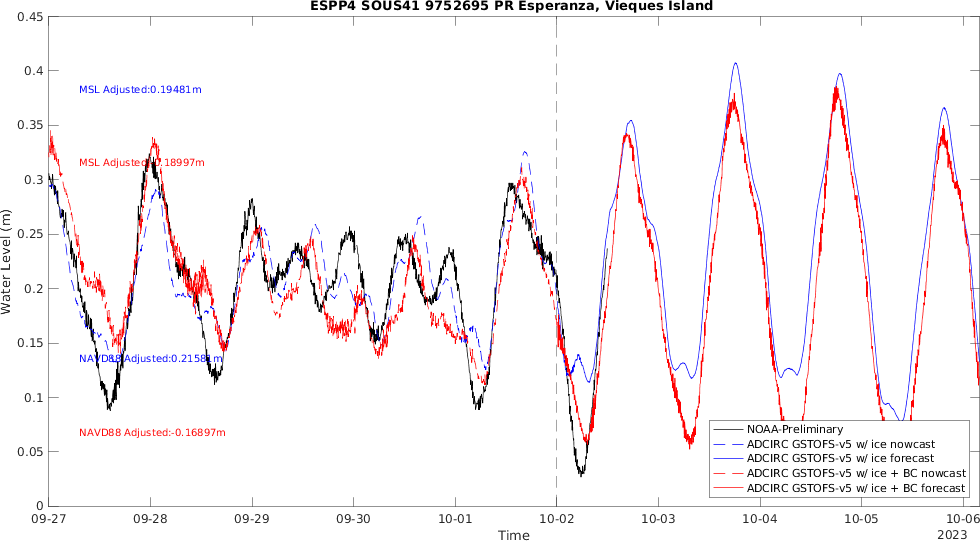 ESPP4 SOUS41 9752695 PR Esperanza, Vieques Island
0.45
0.4
0.35
0.3
0.25
0.2
0.15
0.1
0.05
0
Water Level (m)
MSL Adjusted:0.19481m
MSL Adjusted:0.18997m
NAVD88 Adjusted:0.21581m
NAVD88 Adjusted:-0.16897m
NOAA-Preliminary
ADCIRC GSTOFS-v5 w/ ice nowcast
ADCIRC GSTOFS-v5 w/ ice forecast
ADCIRC GSTOFS-v5 w/ ice + BC nowcast
ADCIRC GSTOFS-v5 w/ ice + BC forecast
09-27 09-28 09-29 09-30 10-01 10-02 10-03 10-04 10-05 10-06
Time
2023